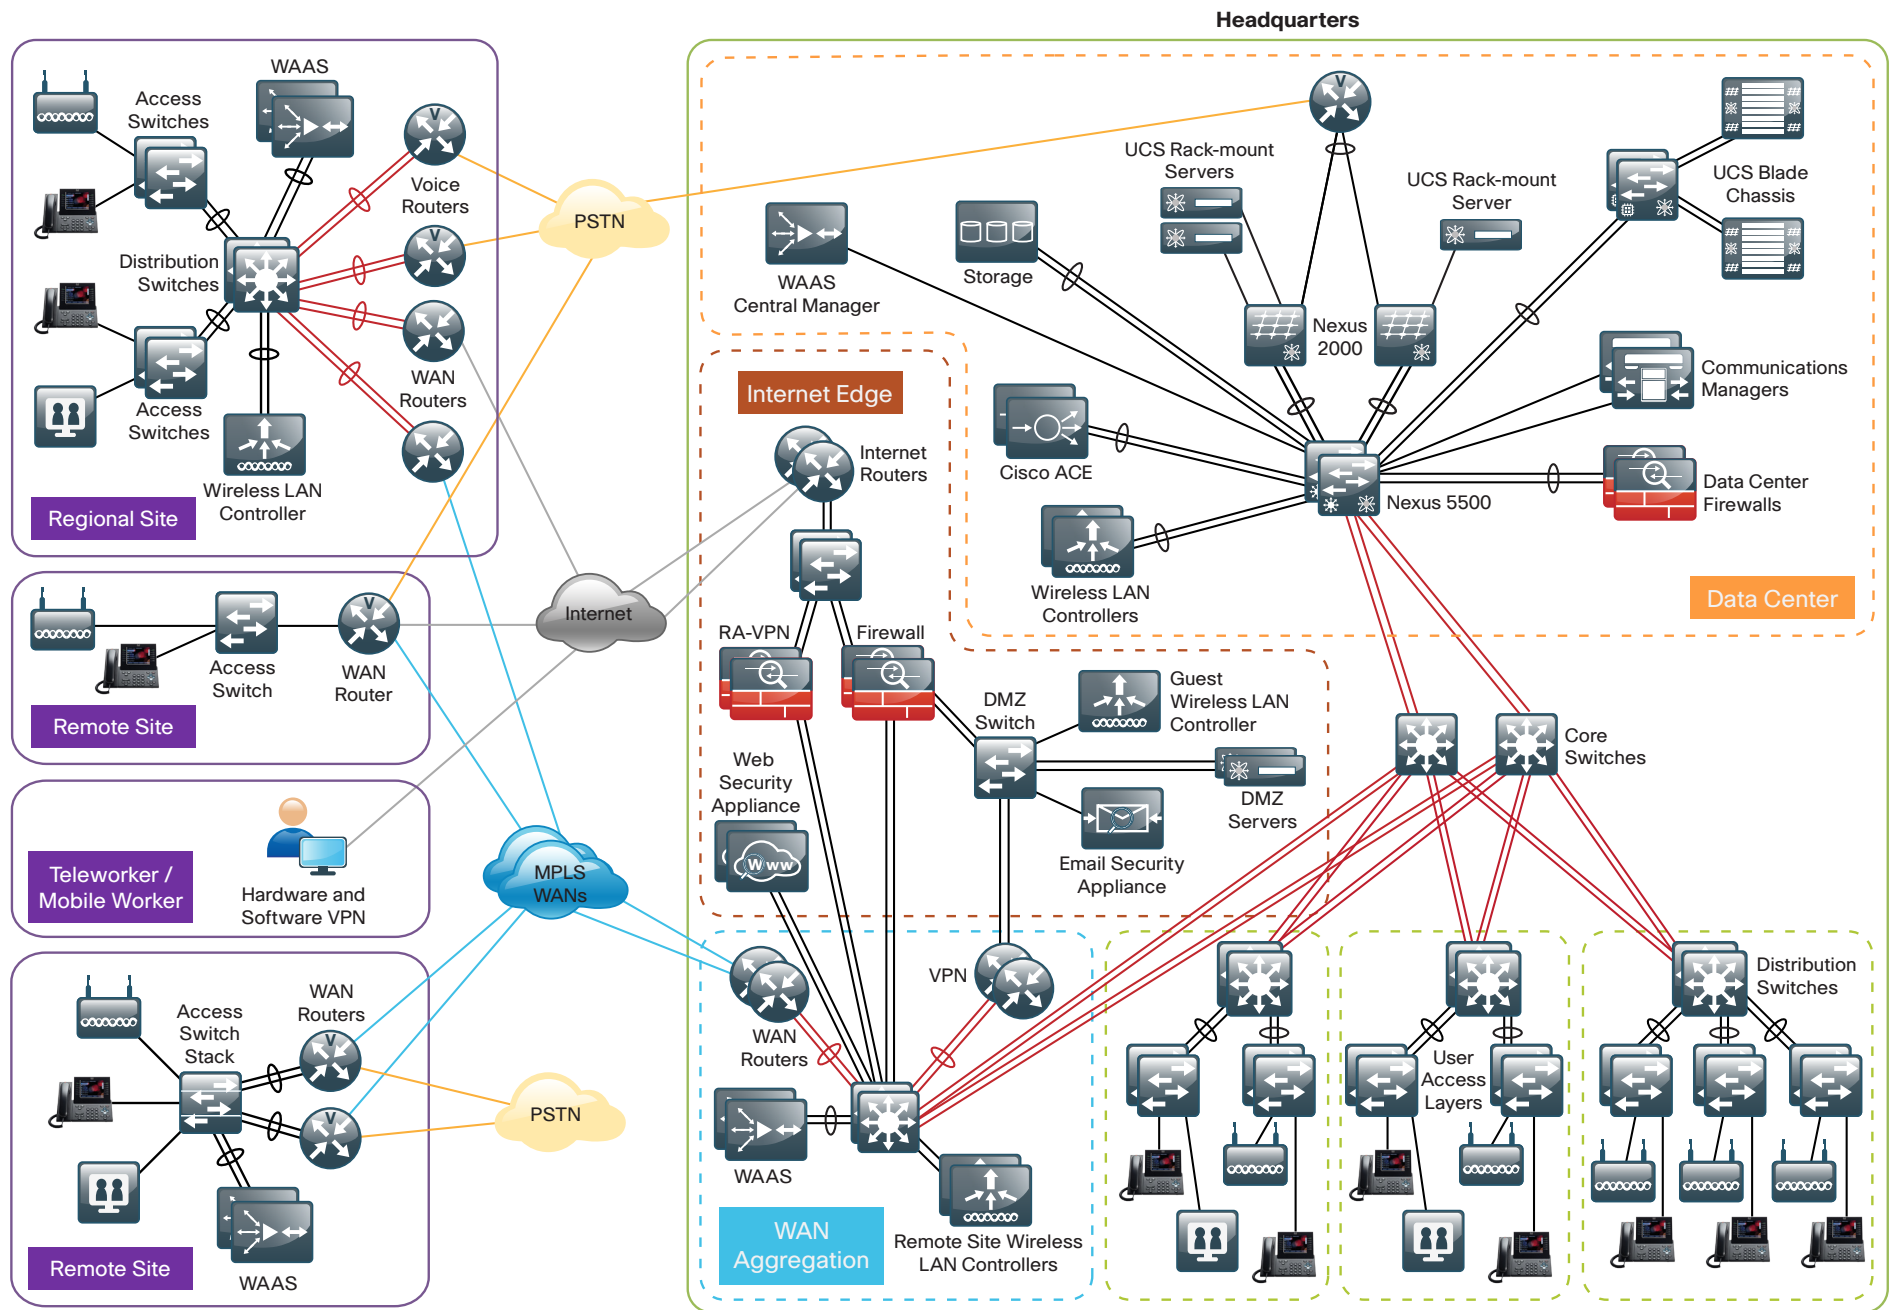 Headquarters
WAAS
Access
Switches
V
Voice
Routers
V
Distribution
Switches
WAN
Routers
Access
Switches
Wireless LAN
Controller
Regional Site
PSTN
V
UCS Rack-mount
Servers
UCS Rack-mount
Server
UCS Blade
Chassis
WAAS
Central Manager
Storage
Nexus
2000
Communications
Managers
Internet Edge
Internet
Routers
Cisco ACE
Nexus 5500
Data Center
Firewalls
Wireless LAN
Controllers
Data Center
V
Access
Switch
WAN
Router
Remote Site
Internet
RA-VPN
Firewall
DMZ
Switch
Guest
Wireless LAN
Controller
Web
Security
Appliance
Www
DMZ
Servers
Email Security
Appliance
Core
Switches
Teleworker /
Mobile Worker
Hardware and
Software VPN
MPLS
WANs
WAN
Routers
Access
Switch
Stack
V
V
PSTN
WAAS
Remote Site
VPN
WAN
Routers
WAAS
WAN
Aggregation
Remote Site Wireless
LAN Controllers
Distribution
Switches
User
Access
Layers